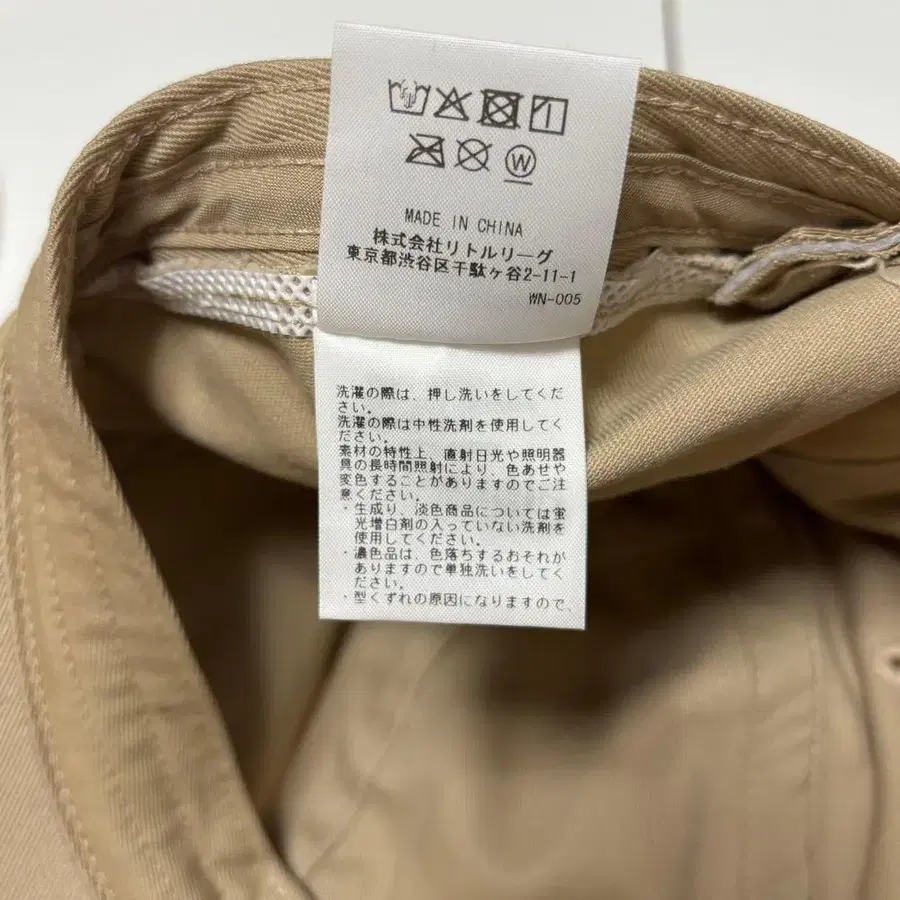 W
MADE IN CHINA
株式会社リトルリーグ
東京都渋谷区千駄ヶ谷2-11-1
WN-005
洗濯の際は、押し洗いをしてくだ
さい。
洗濯の際は中性洗剤を使用してく
ださい。
素材の特性上、直射日光や照明器
具の長時間照射により、色あせや
変色することがありますのでご注
意ください。
・生成り、淡色商品については蛍
光増白剤の入っていない洗剤を
使用してください。
・濃色品は、色落ちするおそれが
ありますので単独洗いをしてく
ださい。
・型くずれの原因になりますので、